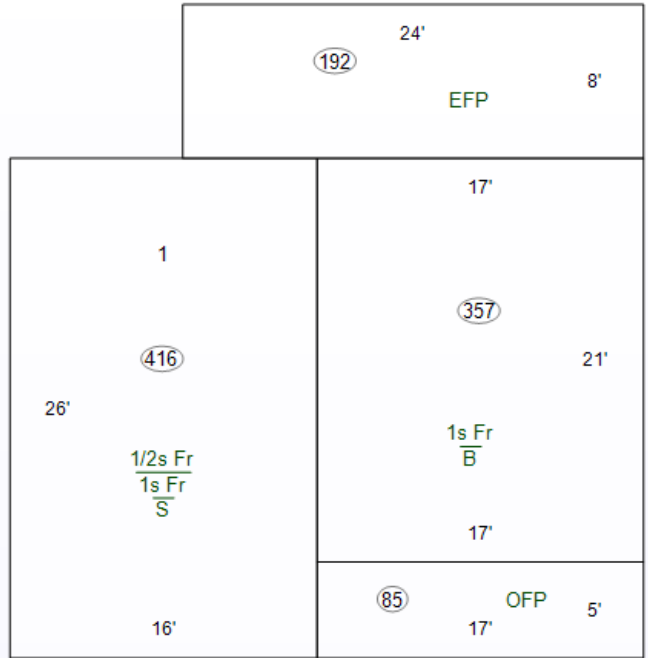 24'
192
8'
EFP
17'
1
357
416
21'
26'
1s Fr
B
1/2s Fr
1s Fr
S
17'
85
OFP
5'
16'
17'